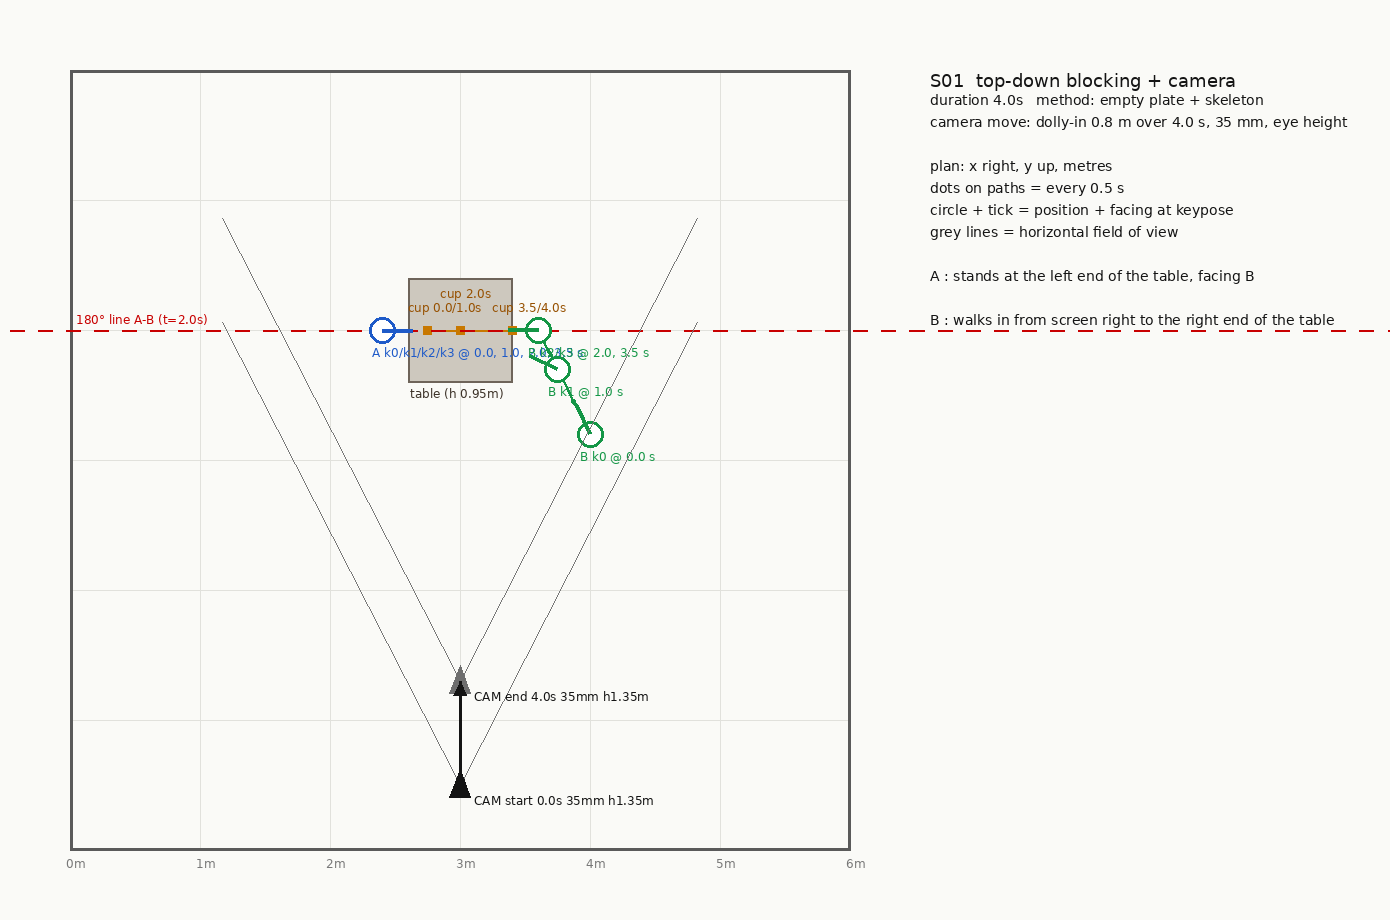 S01  top-down blocking + camera
duration 4.0s   method: empty plate + skeleton
camera move: dolly-in 0.8 m over 4.0 s, 35 mm, eye height
plan: x right, y up, metres
dots on paths = every 0.5 s
circle + tick = position + facing at keypose
grey lines = horizontal field of view
A : stands at the left end of the table, facing B
B : walks in from screen right to the right end of the table
cup 2.0s
cup 0.0/1.0s
cup 3.5/4.0s
180° line A-B (t=2.0s)
A k0/k1/k2/k3 @ 0.0, 1.0,
@ 2.0, 3.5 s
B k1 @ 1.0 s
table (h 0.95m)
B k0 @ 0.0 s
CAM end 4.0s 35mm h1.35m
CAM start 0.0s 35mm h1.35m
0m
1m
2m
3m
4m
5m
6m